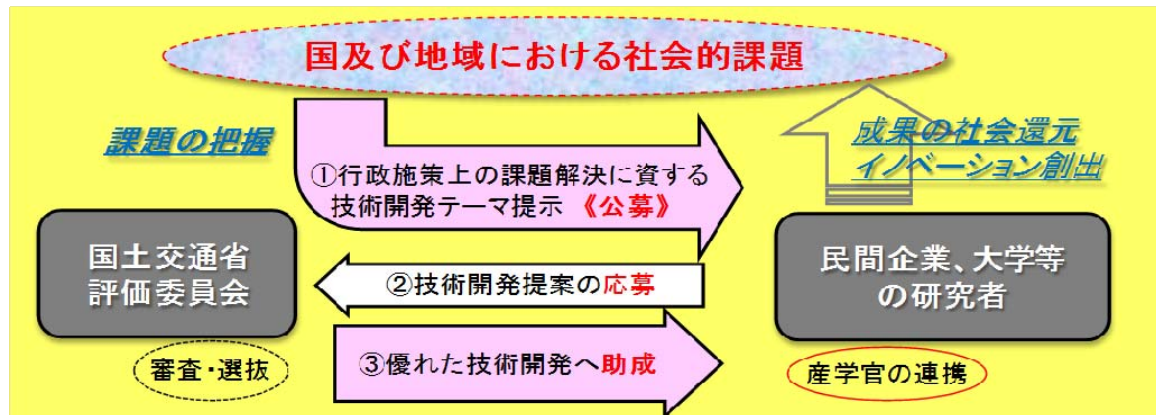 国及び地域における社会的課題
課題の把握
成果の社会還元
イノベーション創出
①行政施策上の課題解決に資する
技術開発テーマ提示 《公募》
国土交通省
評価委員会
民間企業、大学等
の研究者
②技術開発提案の応募
③優れた技術開発へ助成
審査・選抜
産学官の連携